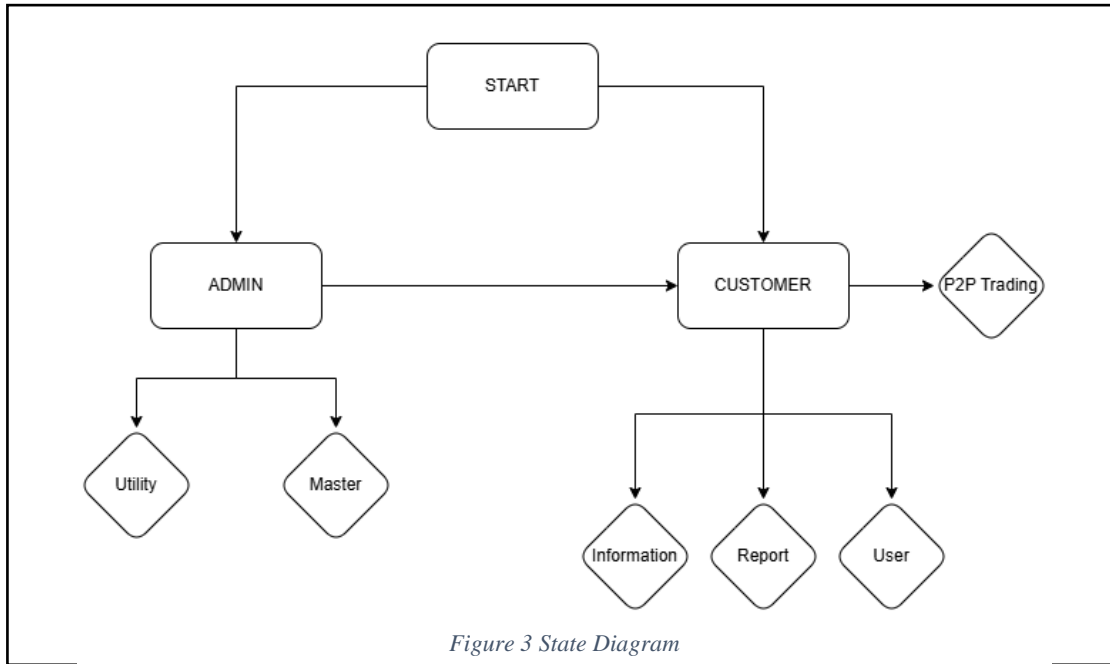 START
ADMIN
CUSTOMER
P2P Trading
Utility
Master
Information
Report
User
Figure 3 State Diagram